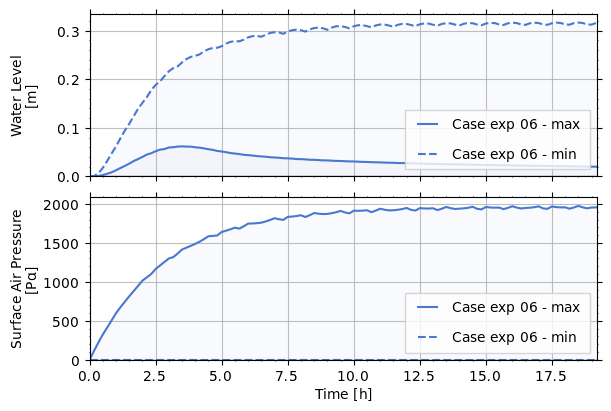 Water Level
[m]
0.3
0.2
0.1
0.0
Case exp 06 - max
Case exp 06 - min
Surface Air Pressure
[Pa]
2000
1500
1000
500
0
Case exp 06 - max
Case exp 06 - min
0.0 2.5 5.0 7.5 10.0 12.5 15.0 17.5
Time [h]